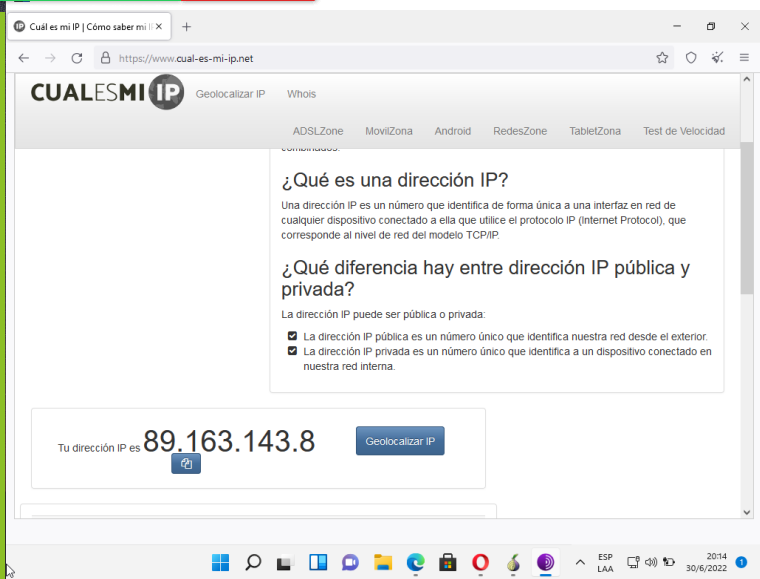 Cuál es mi IP | Cómo saber mi I
https://www.cual-es-mi-ip.net
CUALESMI IP
Geolocalizar IP Whois
ADSLZone MovilZona Android RedesZone TabletZona Test de Velocidad
combinados.
¿Qué es una dirección IP?
Una dirección IP es un número que identifica de forma única a una interfaz en red de
cualquier dispositivo conectado a ella que utilice el protocolo IP (Internet Protocol), que
corresponde al nivel de red del modelo TCP/IP.
¿Qué diferencia hay entre dirección IP pública y
privada?
La dirección IP puede ser pública o privada:
La dirección IP pública es un número único que identifica nuestra red desde el exterior.
La dirección IP privada es un número único que identifica a un dispositivo conectado en
nuestra red interna.
Tu dirección IP es 89.163.143.8
Geolocalizar IP
ESP
LAA
20:14
30/6/2022
1